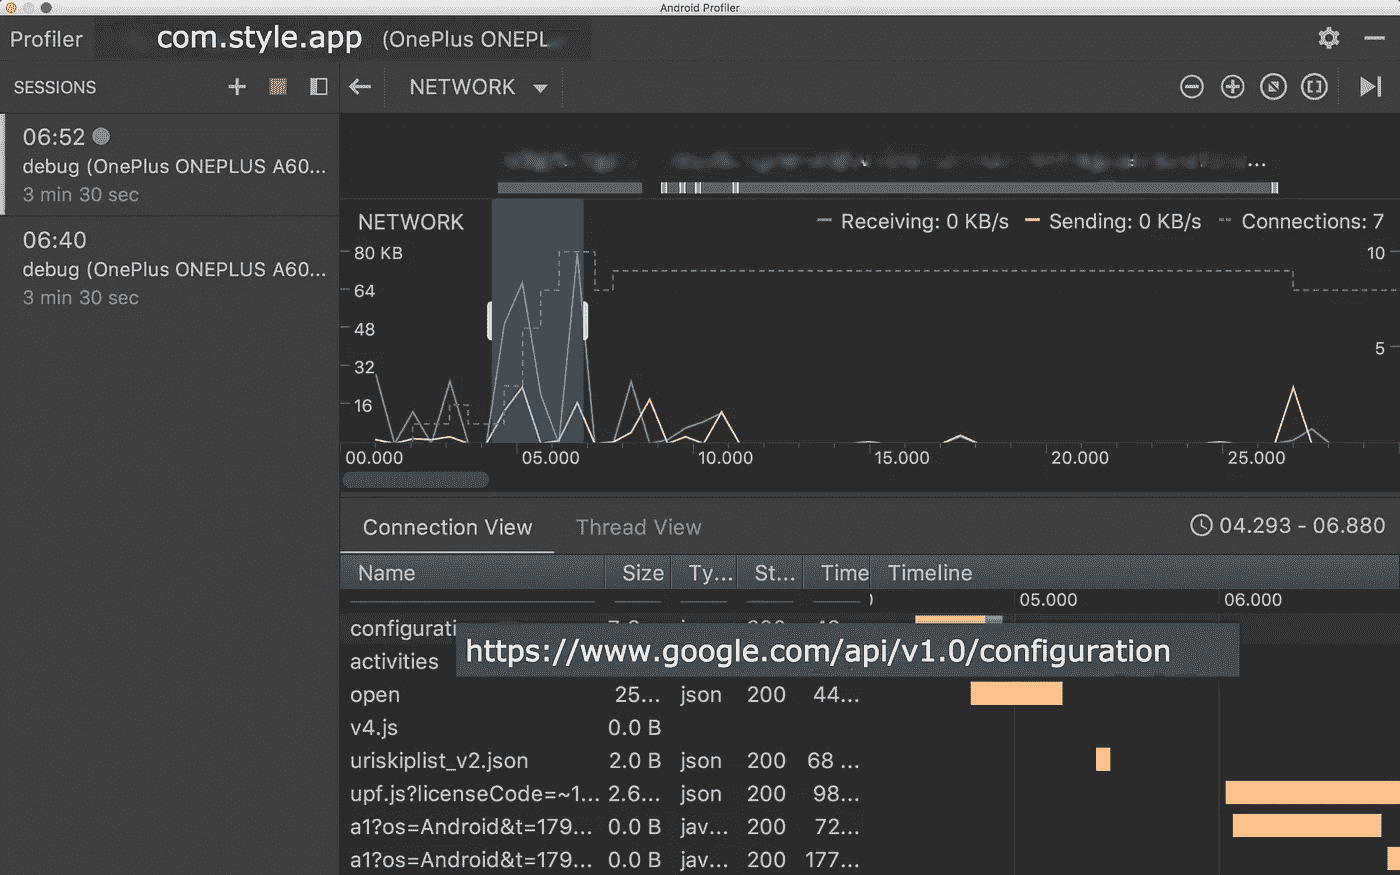 Android Profiler
Profiler com.style.app (OnePlus ONEPL
SESSIONS
NETWORK
06:52
debug (OnePlus ONEPLUS A60...
3 min 30 sec
06:40
debug (OnePlus ONEPLUS A60...
3 min 30 sec
...
NETWORK
Receiving: 0 KB/s Sending: 0 KB/s Connections: 7
80 KB
64
48
32
16
10
5
00.000 05.000 10.000 15.000 20.000 25.000
Connection View Thread View 04.293 - 06.880
Name Size Ty... St... Time Timeline
05.000 06.000
configurati
https://www.google.com/api/v1.0/configuration
activities
open 25... json 200 44...
v4.js 0.0 B
uriskiplist_v2.json 2.0 B json 200 68 ...
upf.js?licenseCode=~1... 2.6... json 200 98...
a1?os=Android&t=179... 0.0 B jav... 200 72...
a1?os=Android&t=179... 0.0 B jav... 200 177...